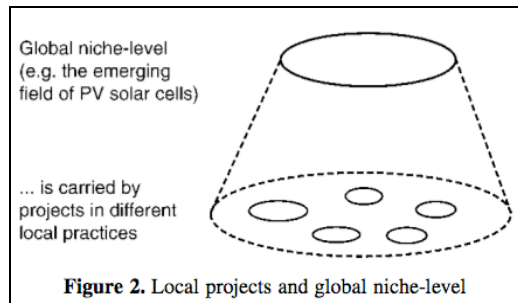 Global niche-level
(e.g. the emerging
field of PV solar cells)
... is carried by
projects in different
local practices
Figure 2. Local projects and global niche-level